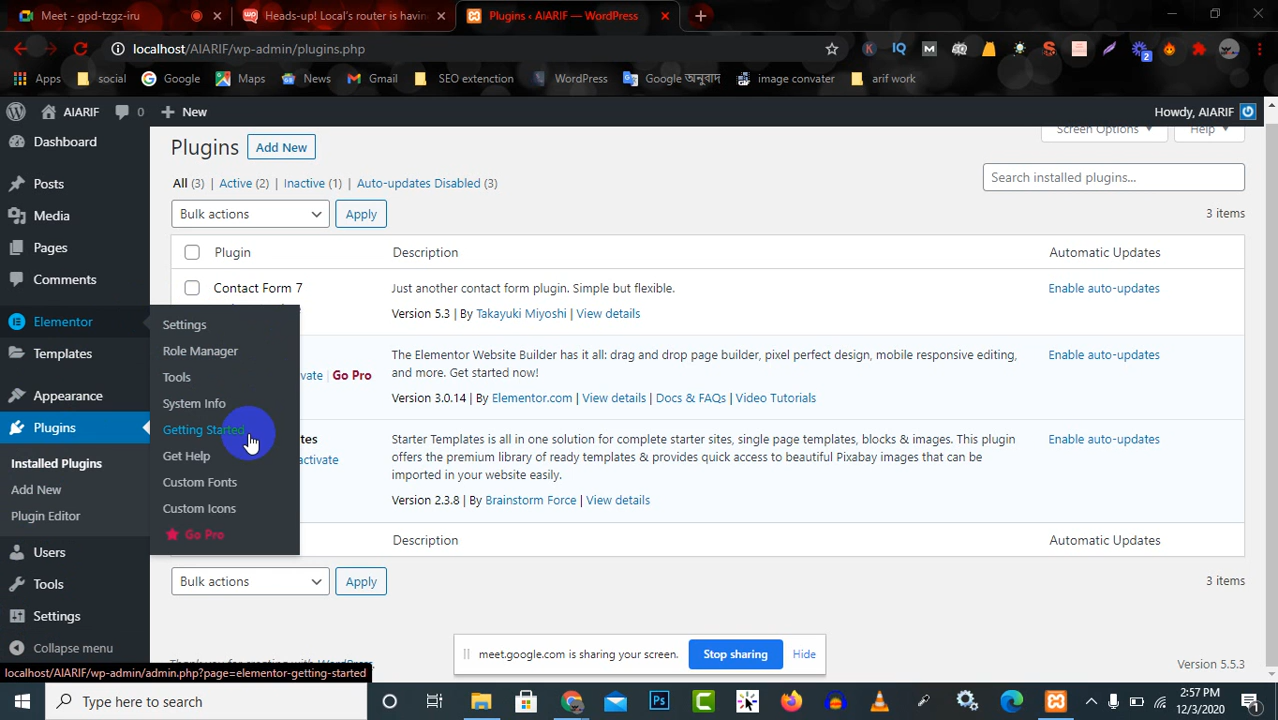 Meet - gpd-tzgz-iru
Heads-up! Local's router is havin
Plugins ‹ AIARIF — WordPress
localhost/AIARIF/wp-admin/plugins.php
Apps
social
Google
Maps
News
Gmail
SEO extenction
WordPress
Google অনুবাদ
image convater
arif work
AIARIF
0
New
Howdy, AIARIF
Dashboard
Posts
Media
Pages
Comments
Elementor
Templates
Appearance
Plugins
Installed Plugins
Add New
Plugin Editor
Users
Tools
Settings
Collapse menu
Settings
Role Manager
Tools
System Info
Getting Started
Get Help
Custom Fonts
Custom Icons
Go Pro
Plugins
Add New
Screen Options
Help
All (3) | Active (2) | Inactive (1) | Auto-updates Disabled (3)
Search installed plugins...
Bulk actions
Apply
3 items
Plugin
Description
Automatic Updates
Contact Form 7
Just another contact form plugin. Simple but flexible.
Version 5.3 | By Takayuki Miyoshi | View details
Enable auto-updates
vate | Go Pro
The Elementor Website Builder has it all: drag and drop page builder, pixel perfect design, mobile responsive editing,
and more. Get started now!
Version 3.0.14 | By Elementor.com | View details | Docs & FAQs | Video Tutorials
Enable auto-updates
tes
activate
Starter Templates is all in one solution for complete starter sites, single page templates, blocks & images. This plugin
offers the premium library of ready templates & provides quick access to beautiful Pixabay images that can be
imported in your website easily.
Version 2.3.8 | By Brainstorm Force | View details
Enable auto-updates
Description
Automatic Updates
Bulk actions
Apply
3 items
meet.google.com is sharing your screen.
Stop sharing
Hide
Thank you for creating with WordPress.
Version 5.5.3
localhost/AIARIF/wp-admin/admin.php?page=elementor-getting-started
Type here to search
2:57 PM
12/3/2020
1